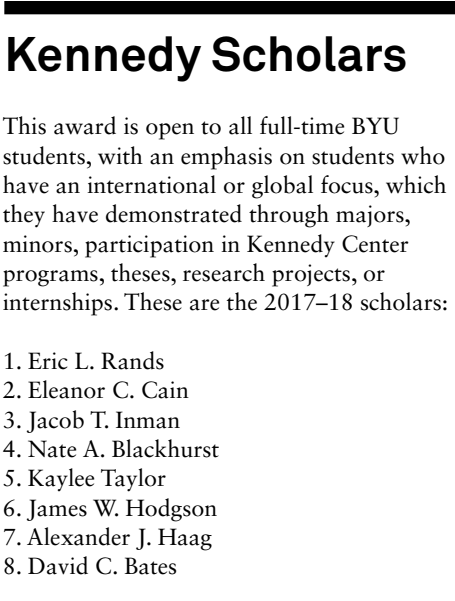 Kennedy Scholars
This award is open to all full-time BYU
students, with an emphasis on students who
have an international or global focus, which
they have demonstrated through majors,
minors, participation in Kennedy Center
programs, theses, research projects, or
internships. These are the 2017–18 scholars:
1. Eric L. Rands
2. Eleanor C. Cain
3. Jacob T. Inman
4. Nate A. Blackhurst
5. Kaylee Taylor
6. James W. Hodgson
7. Alexander J. Haag
8. David C. Bates